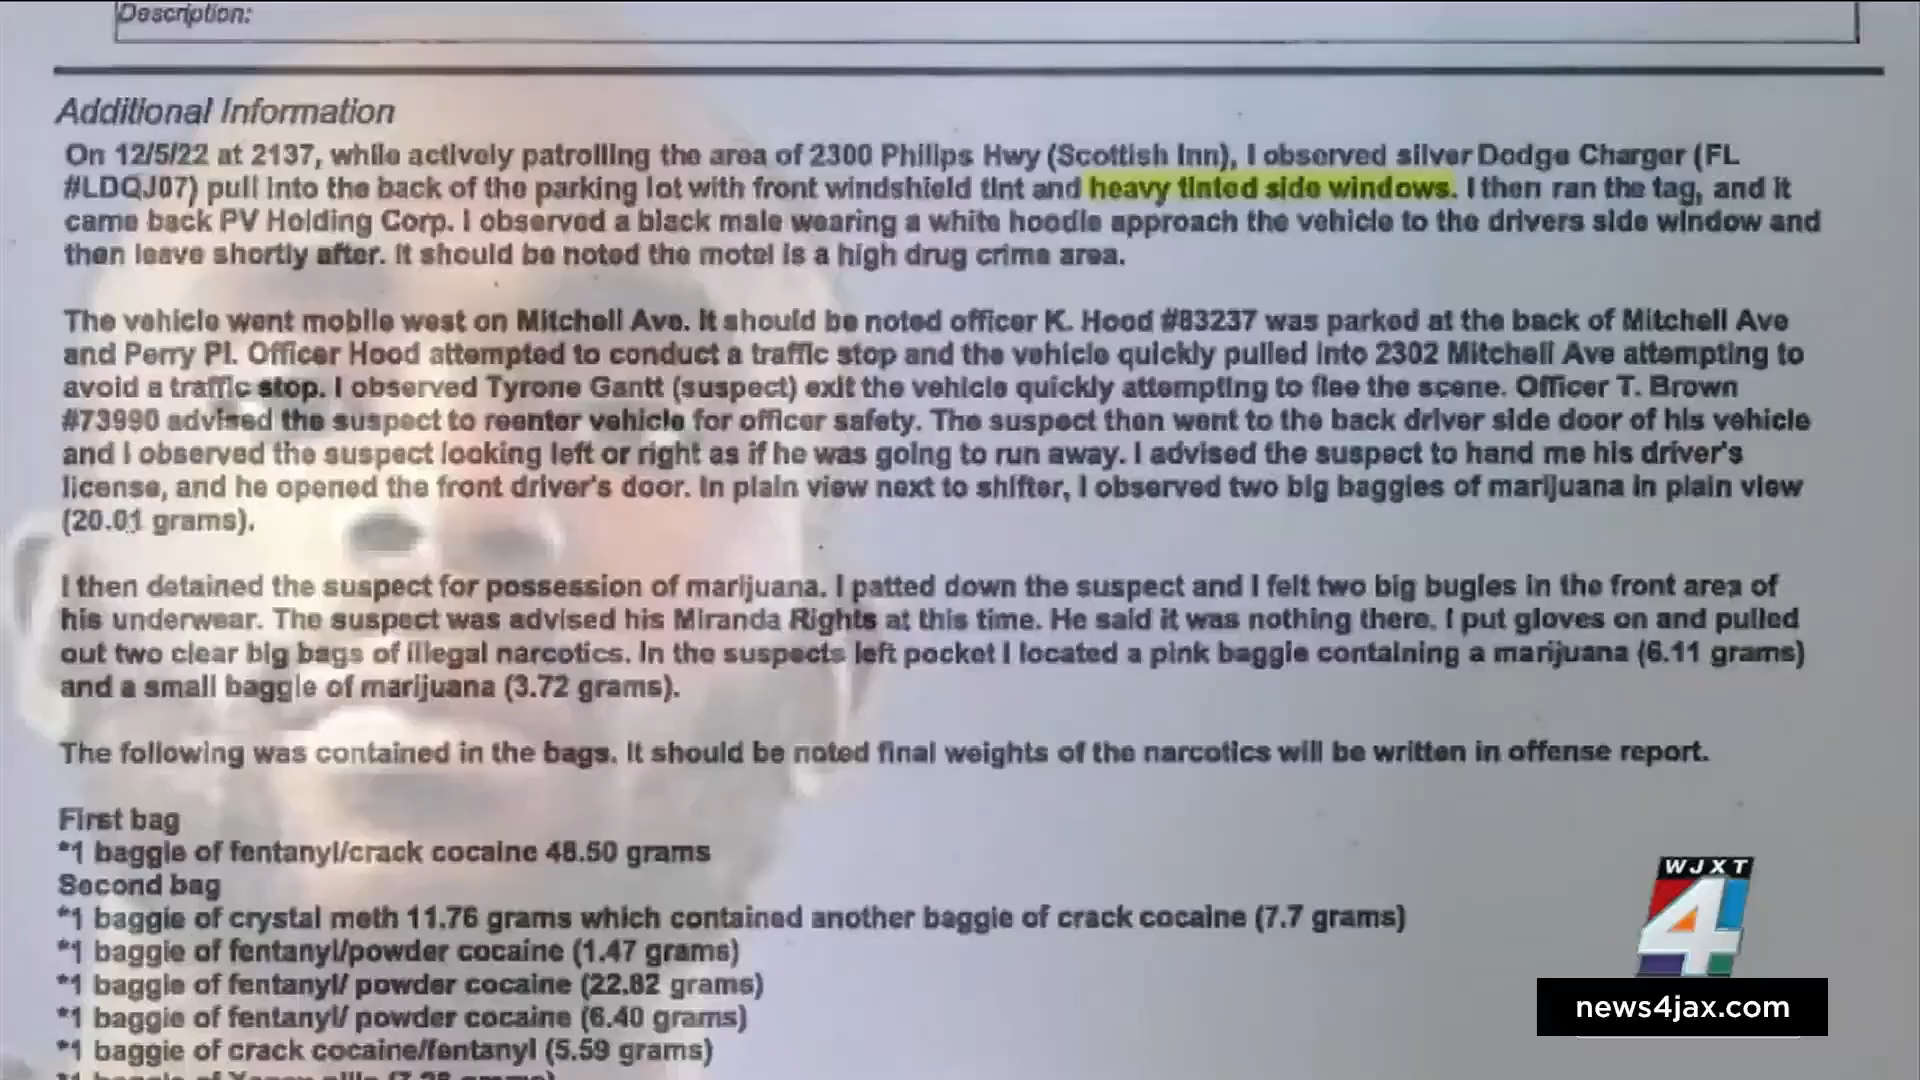 Description:
Additional Information
On 12/5/22 at 2137, while actively patrolling the area of 2300 Philips Hwy (Scottish Inn), I observed silver Dodge Charger (FL
#LDQJ07) pull into the back of the parking lot with front windshield tint and heavy tinted side windows. I then ran the tag, and it
came back PV Holding Corp. I observed a black male wearing a white hoodie approach the vehicle to the drivers side window and
then leave shortly after. It should be noted the motel is a high drug crime area.
The vehicle went mobile west on Mitchell Ave. It should be noted officer K. Hood #83237 was parked at the back of Mitchell Ave
and Perry Pl. Officer Hood attempted to conduct a traffic stop and the vehicle quickly pulled into 2302 Mitchell Ave attempting to
avoid a traffic stop. I observed Tyrone Gantt (suspect) exit the vehicle quickly attempting to flee the scene. Officer T. Brown
#73990 advised the suspect to reenter vehicle for officer safety. The suspect then went to the back driver side door of his vehicle
and I observed the suspect looking left or right as if he was going to run away. I advised the suspect to hand me his driver's
license, and he opened the front driver's door. In plain view next to shifter, I observed two big baggies of marijuana in plain view
(20.01 grams).
I then detained the suspect for possession of marijuana. I patted down the suspect and I felt two big bugles in the front area of
his underwear. The suspect was advised his Miranda Rights at this time. He said it was nothing there. I put gloves on and pulled
out two clear big bags of illegal narcotics. In the suspects left pocket I located a pink baggie containing a marijuana (6.11 grams)
and a small baggie of marijuana (3.72 grams).
The following was contained in the bags. It should be noted final weights of the narcotics will be written in offense report.
First bag
*1 baggie of fentanyl/crack cocaine 48.50 grams
Second bag
*1 baggie of crystal meth 11.76 grams which contained another baggie of crack cocaine (7.7 grams)
*1 baggie of fentanyl/powder cocaine (1.47 grams)
*1 baggie of fentanyl/ powder cocaine (22.82 grams)
*1 baggie of fentanyl/ powder cocaine (6.40 grams)
*1 baggie of crack cocaine/fentanyl (5.59 grams)
WJXT
4
news4jax.com